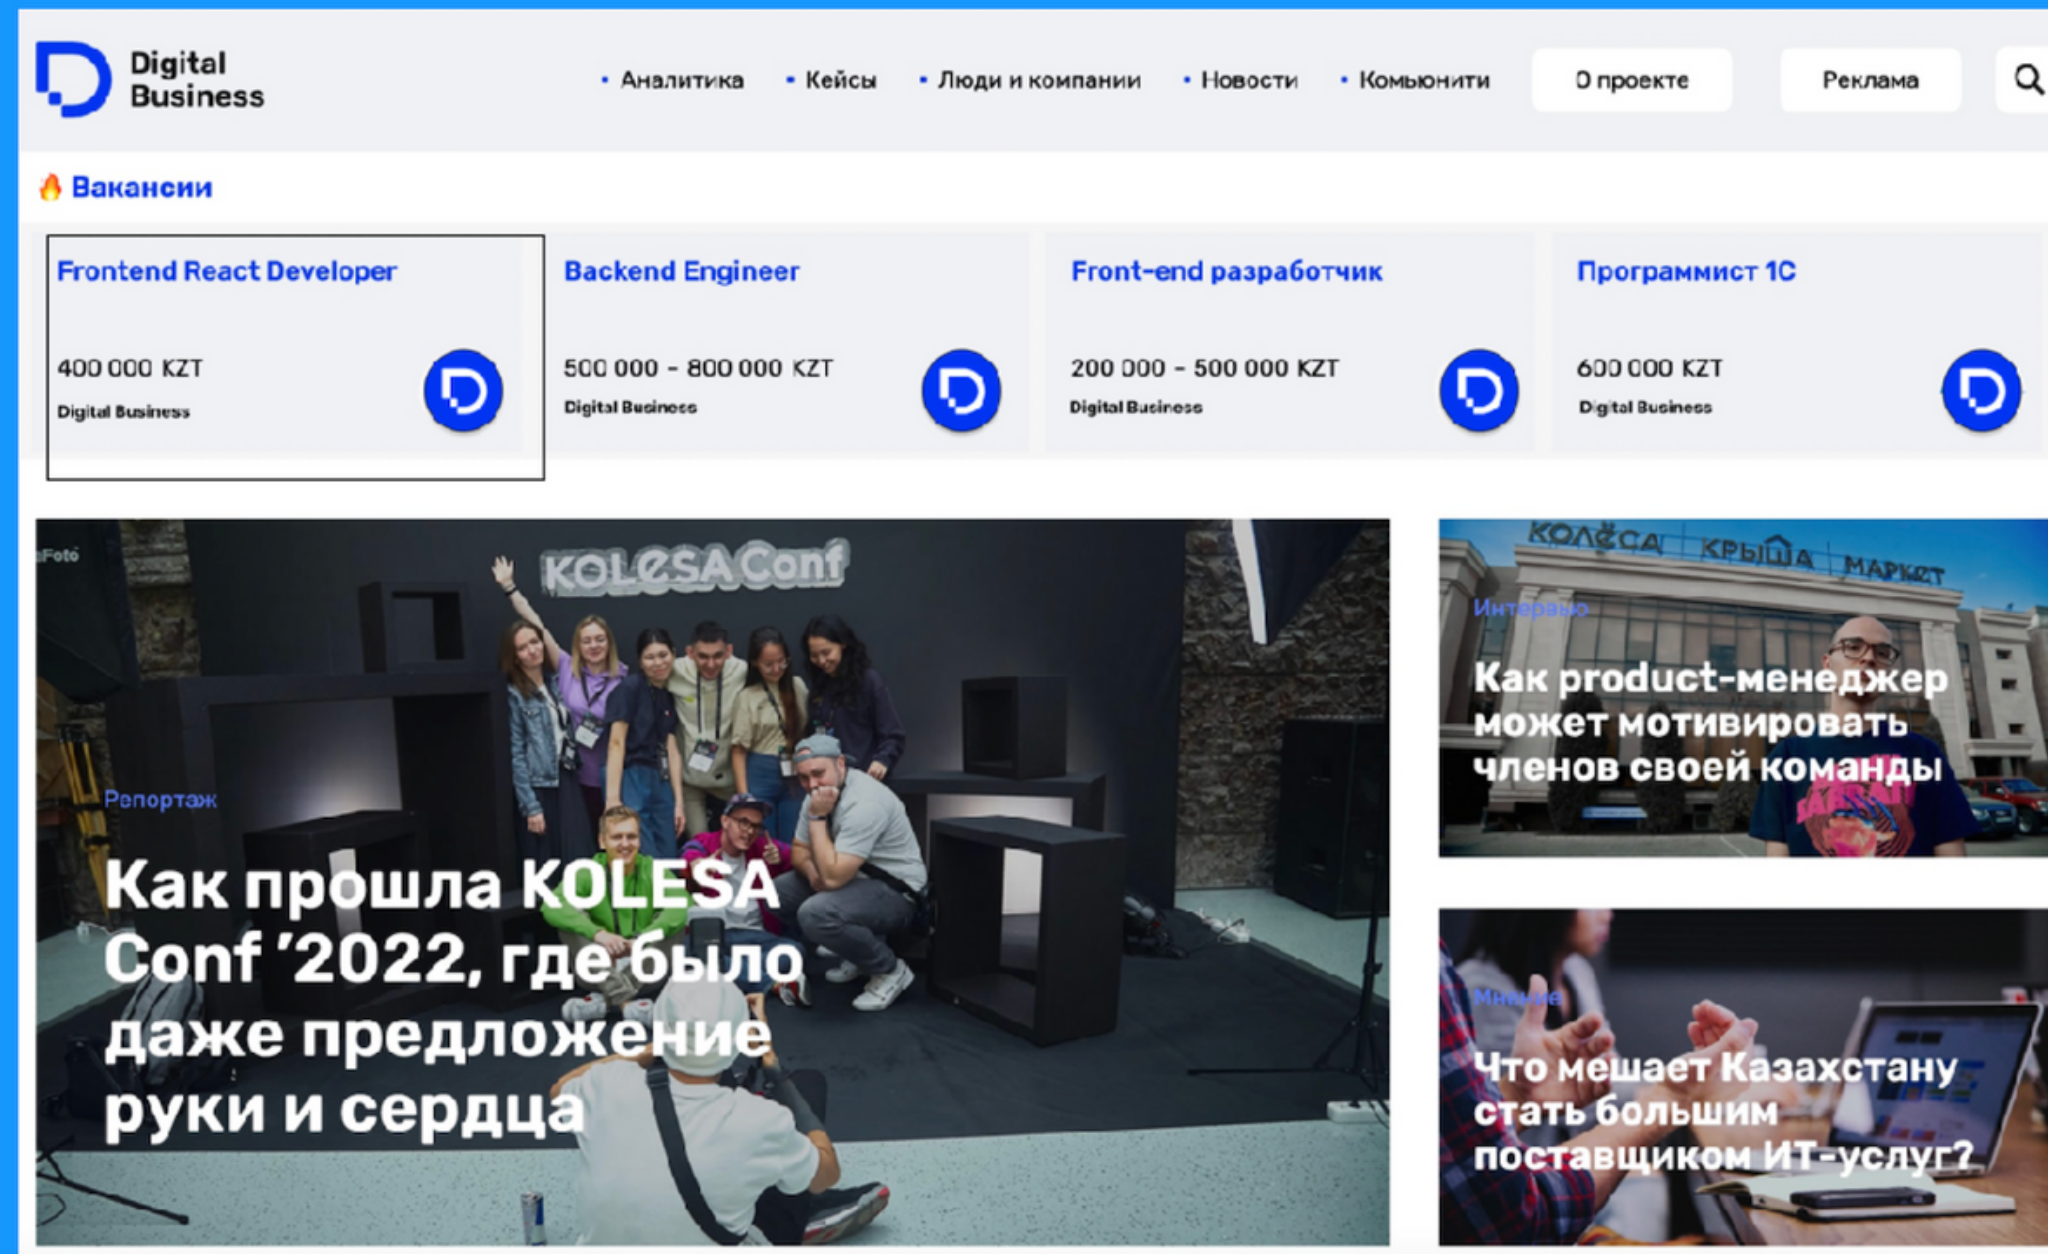 Digital
Business
Аналитика
Кейсы
Люди и компании
Новости
Комьюнити
О проекте
Реклама
Вакансии
Frontend React Developer
400 000 KZT
Digital Business
Backend Engineer
500 000 - 800 000 KZT
Digital Business
Front-end разработчик
200 000 - 500 000 KZT
Digital Business
Программист 1С
600 000 KZT
Digital Business
Foto
KOLESA Conf
Репортаж
Как прошла KOLESA
Conf ’2022, где было
даже предложение
руки и сердца
КОЛЁСА КРЫША МАРКЕТ
Интервью
Как product-менеджер
может мотивировать
членов своей команды
Мнение
Что мешает Казахстану
стать большим
поставщиком ИТ-услуг?